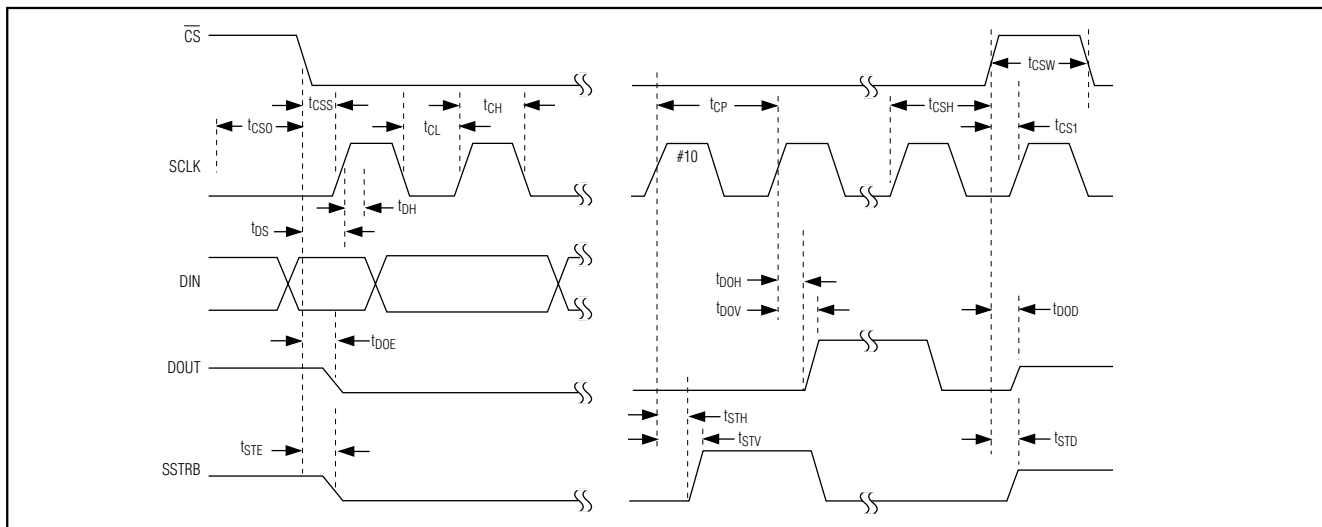 CS
tCSW
tCSS
tCH
tCP
tCSH
tCSO
tCL
tCS1
SCLK
#10
tDH
tDS
DIN
tDOH
tDOV
tDOD
tDOE
DOUT
tSTH
tSTE
tSTV
tSTD
SSTRB